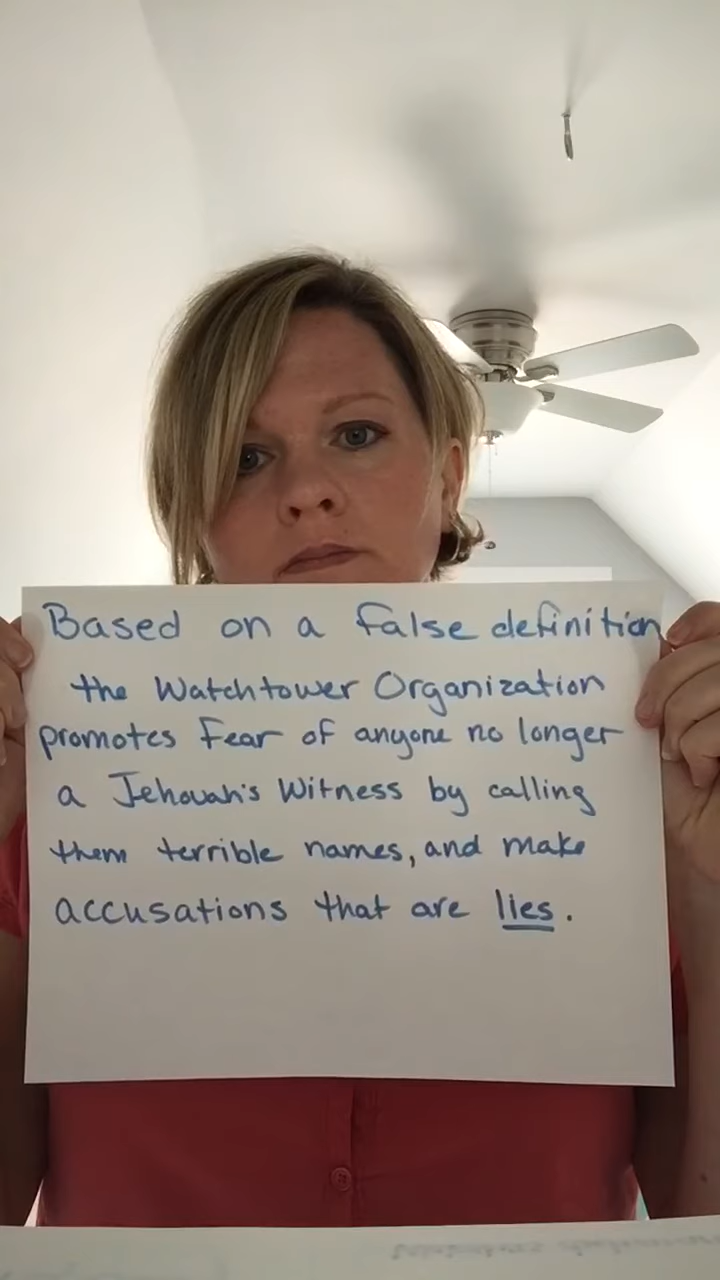 Based on a false definition
the Watchtower Organization
promotes fear of anyone no longer
a Jehovah's Witness by calling
them terrible names, and make
accusations that are lies.